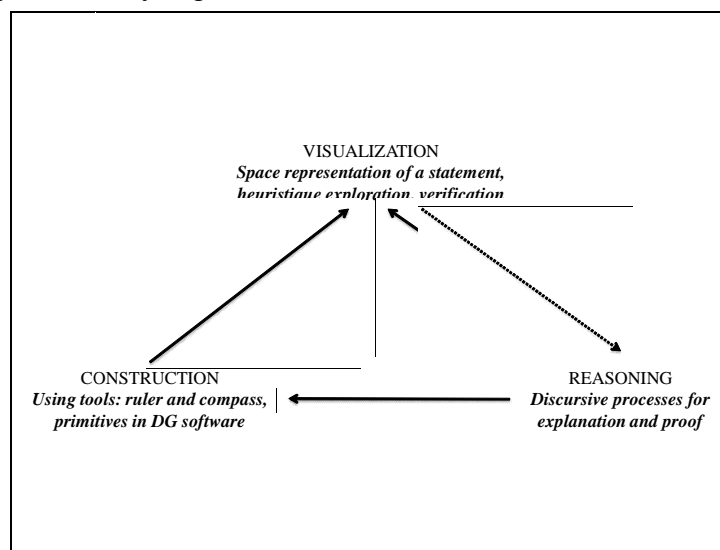 VISUALIZATION
Space representation of a statement,
heuristique exploration, verification
CONSTRUCTION
Using tools: ruler and compass,
primitives in DG software
REASONING
Discursive processes for
explanation and proof